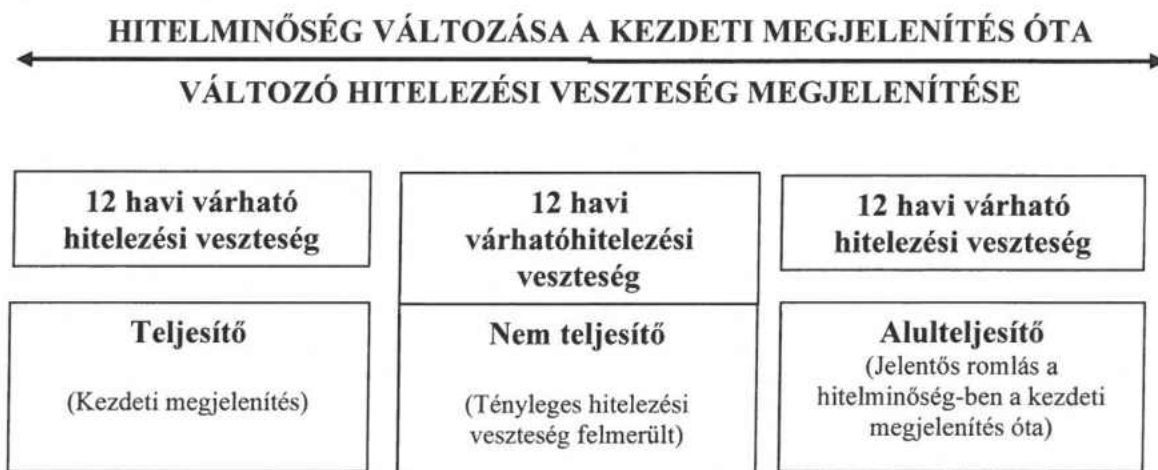 HITELMINŐSÉG VÁLTOZÁSA A KEZDETI MEGJELENÍTÉS ÓTA
VÁLTOZÓ HITELEZÉSI VESZTESÉG MEGJELENÍTÉSE
12 havi várható
hitelezési veszteség
12 havi
várhatóhitelezési
veszteség
12 havi várható
hitelezési veszteség
Teljesítő
(Kezdeti megjelenítés)
Nem teljesítő
(Tényleges hitelezési
veszteség felmerült)
Alulteljesítő
(Jelentős romlás a
hitelminőség-ben a kezdeti
megjelenítés óta)